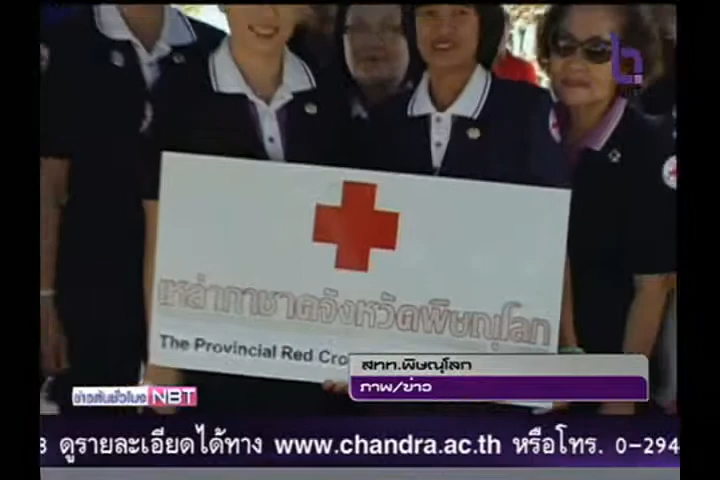 NBT
เหล่ากาชาดจังหวัดพิษณุโลก
The Provincial Red Cro
สทท.พิษณุโลก
ภาพ/ข่าว
ข่าวต้นชั่วโมง NBT
3 ดูรายละเอียดได้ทาง www.chandra.ac.th หรือโทร. 0-294